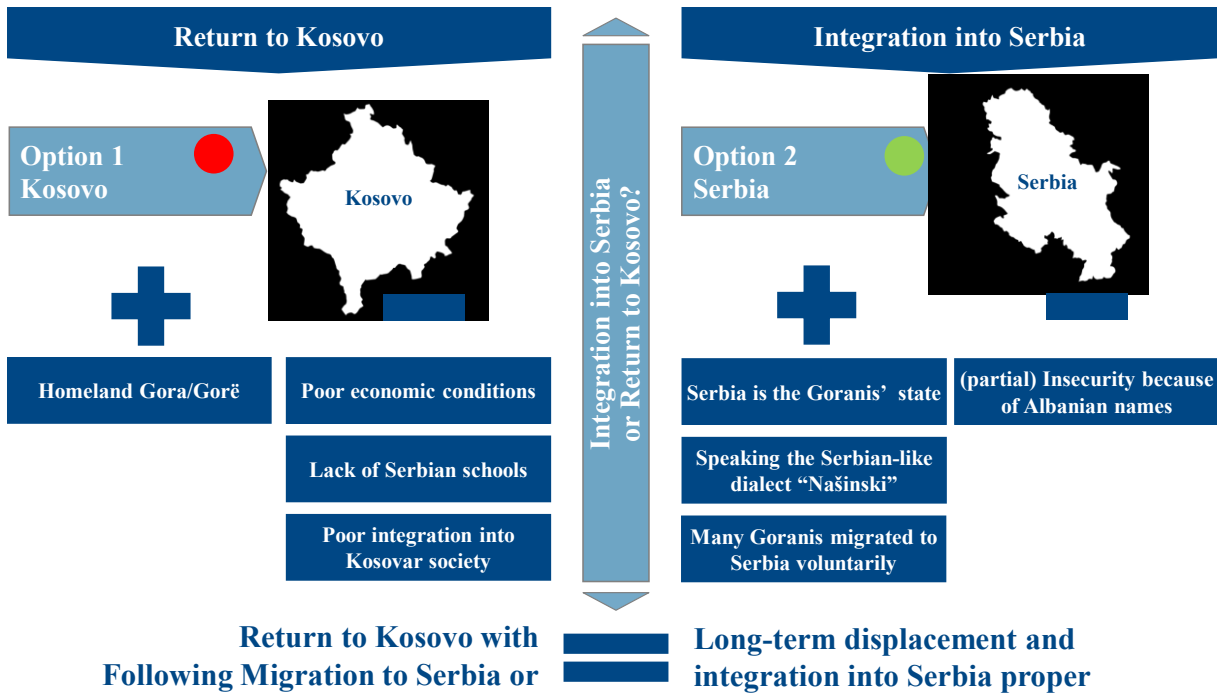 Return to Kosovo
Option 1
Kosovo
Kosovo
Homeland Gora/Gorë
Poor economic conditions
Lack of Serbian schools
Poor integration into
Kosovar society
Integration into Serbia
or Return to Kosovo?
Integration into Serbia
Option 2
Serbia
Serbia
Serbia is the Goranis’ state
(partial) Insecurity because
of Albanian names
Speaking the Serbian-like
dialect “Našinski”
Many Goranis migrated to
Serbia voluntarily
Return to Kosovo with
Following Migration to Serbia or
Long-term displacement and
integration into Serbia proper